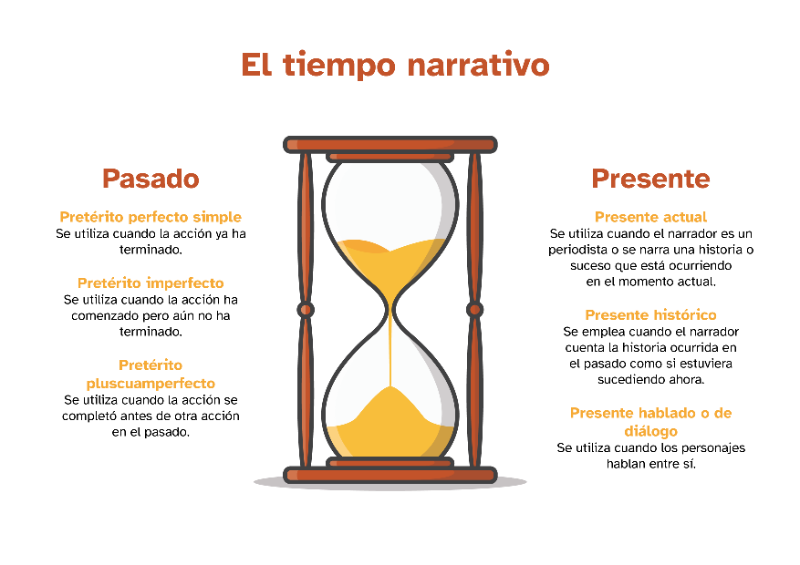 El tiempo narrativo
Pasado
Pretérito perfecto simple
Se utiliza cuando la acción ya ha
terminado.
Pretérito imperfecto
Se utiliza cuando la acción ha
comenzado pero aún no ha
terminado.
Pretérito
pluscuamperfecto
Se utiliza cuando la acción se
completó antes de otra acción
en el pasado.
Presente
Presente actual
Se utiliza cuando el narrador es un
periodista o se narra una historia o
suceso que está ocurriendo
en el momento actual.
Presente histórico
Se emplea cuando el narrador
cuenta la historia ocurrida en
el pasado como si estuviera
sucediendo ahora.
Presente hablado o de
diálogo
Se utiliza cuando los personajes
hablan entre sí.